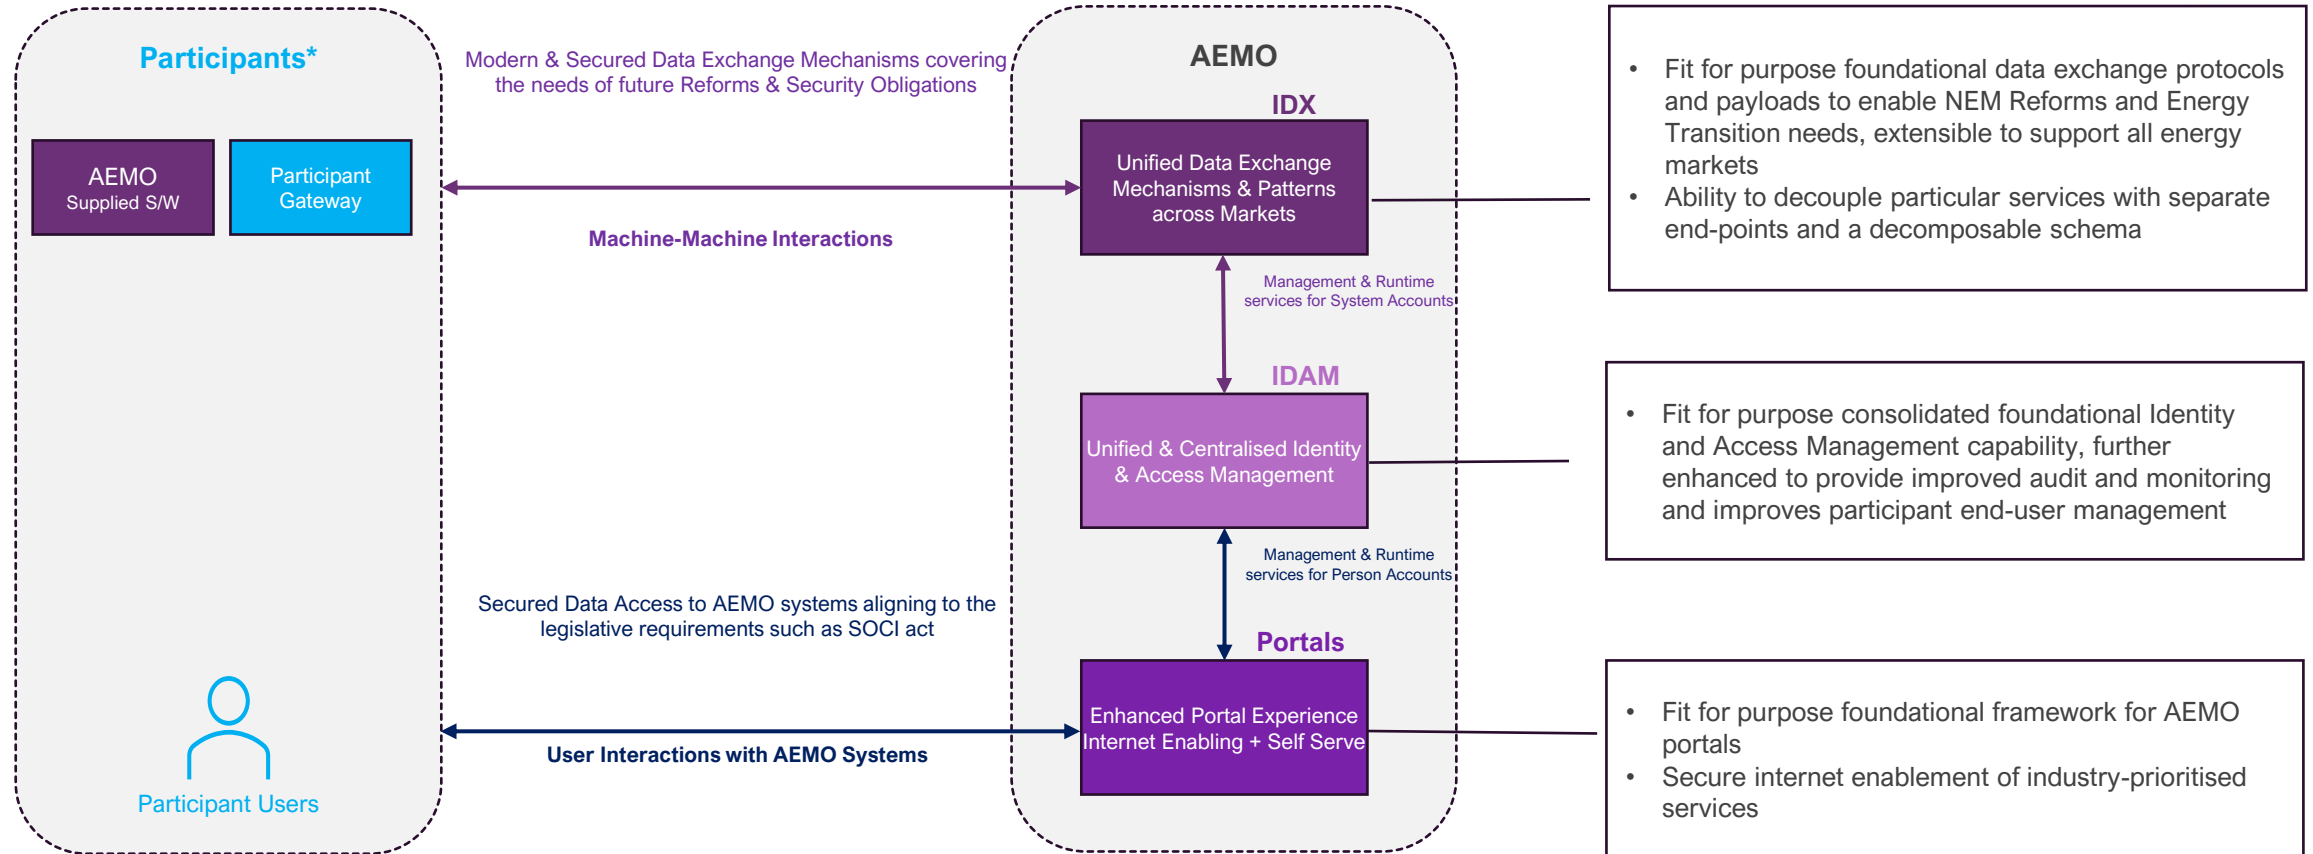 Participants*
AEMO
Supplied S/W
Participant
Gateway
Participant Users
Modern & Secured Data Exchange Mechanisms covering
the needs of future Reforms & Security Obligations
Machine-Machine Interactions
Secured Data Access to AEMO systems aligning to the
legislative requirements such as SOCI act
User Interactions with AEMO Systems
AEMO
IDX
Unified Data Exchange
Mechanisms & Patterns
across Markets
Management & Runtime
services for System Accounts
IDAM
Unified & Centralised Identity
& Access Management
Management & Runtime
services for Person Accounts
Portals
Enhanced Portal Experience
Internet Enabling + Self Serve
• Fit for purpose foundational data exchange protocols
and payloads to enable NEM Reforms and Energy
Transition needs, extensible to support all energy
markets
• Ability to decouple particular services with separate
end-points and a decomposable schema
• Fit for purpose consolidated foundational Identity
and Access Management capability, further
enhanced to provide improved audit and monitoring
and improves participant end-user management
• Fit for purpose foundational framework for AEMO
portals
• Secure internet enablement of industry-prioritised
services